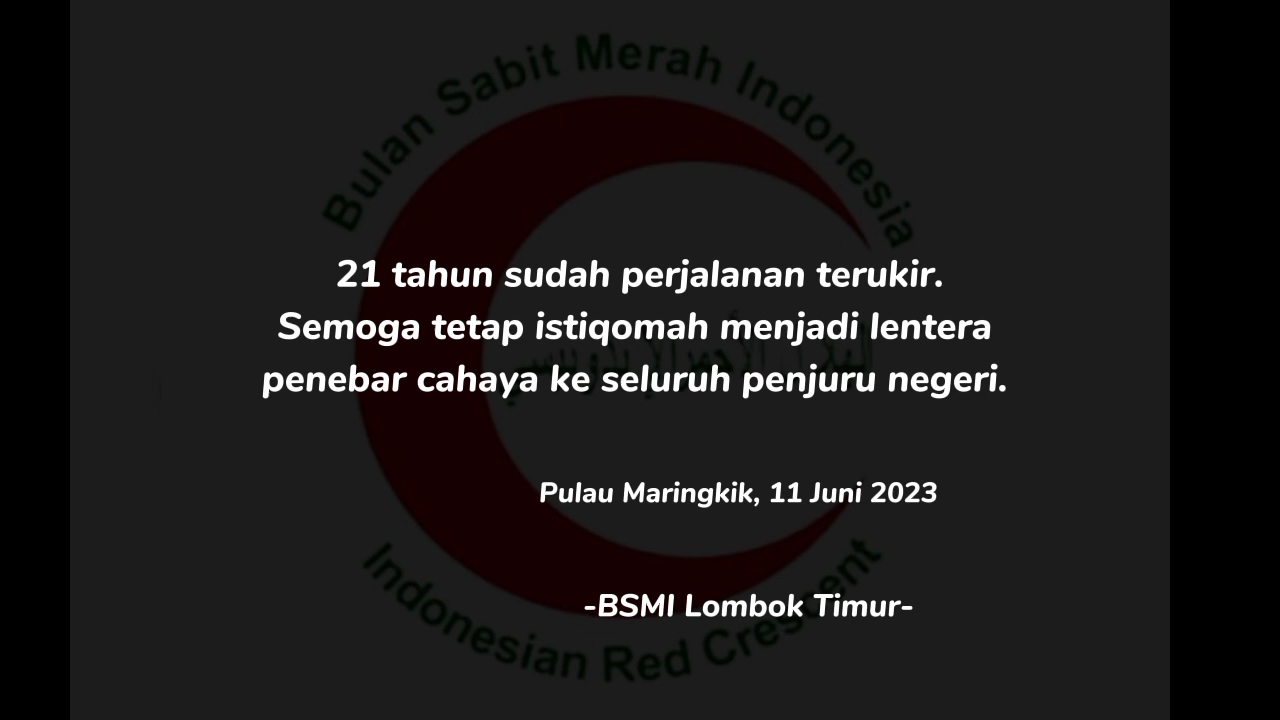 Bulan Sabit Merah Indonesia
21 tahun sudah perjalanan terukir.
Semoga tetap istiqomah menjadi lentera
penebar cahaya ke seluruh penjuru negeri.
Pulau Maringkik, 11 Juni 2023
-BSMI Lombok Timur-
Indonesian Red Crescent